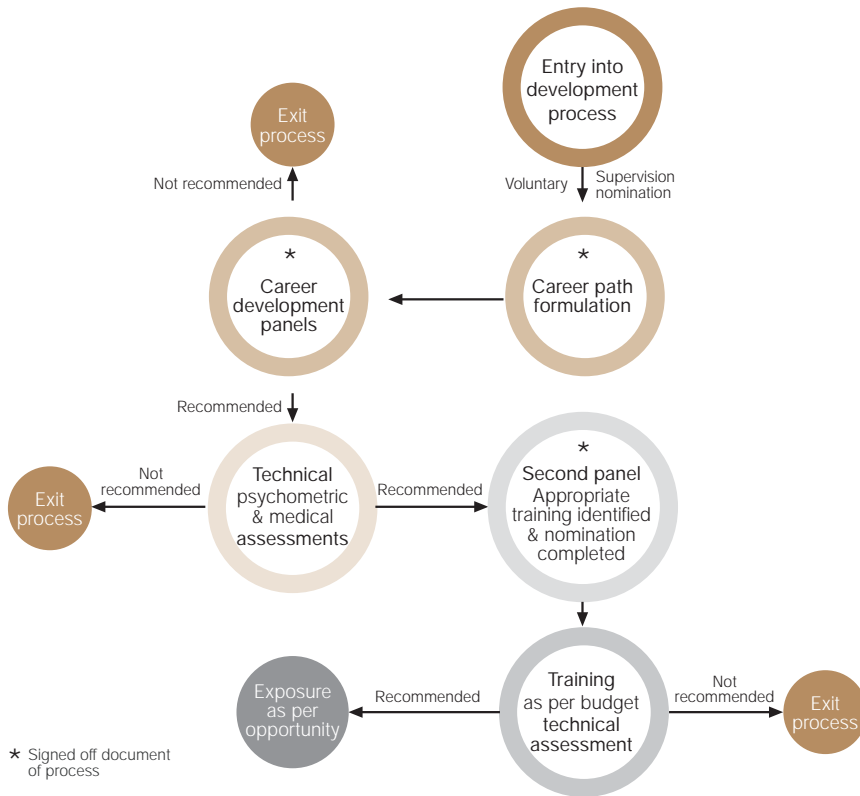 Entry into
development
process
Exit
process
Not recommended
Voluntary
Supervision
nomination
*
Career
development
panels
*
Career path
formulation
Recommended
*
Second panel
Appropriate
training identified
& nomination
completed
Not
recommended
Technical
psychometric
& medical
assessments
Recommended
Exit
process
Training
as per budget
technical
assessment
Exposure
as per
opportunity
Recommended
Not
recommended
Exit
process
* Signed off document
of process